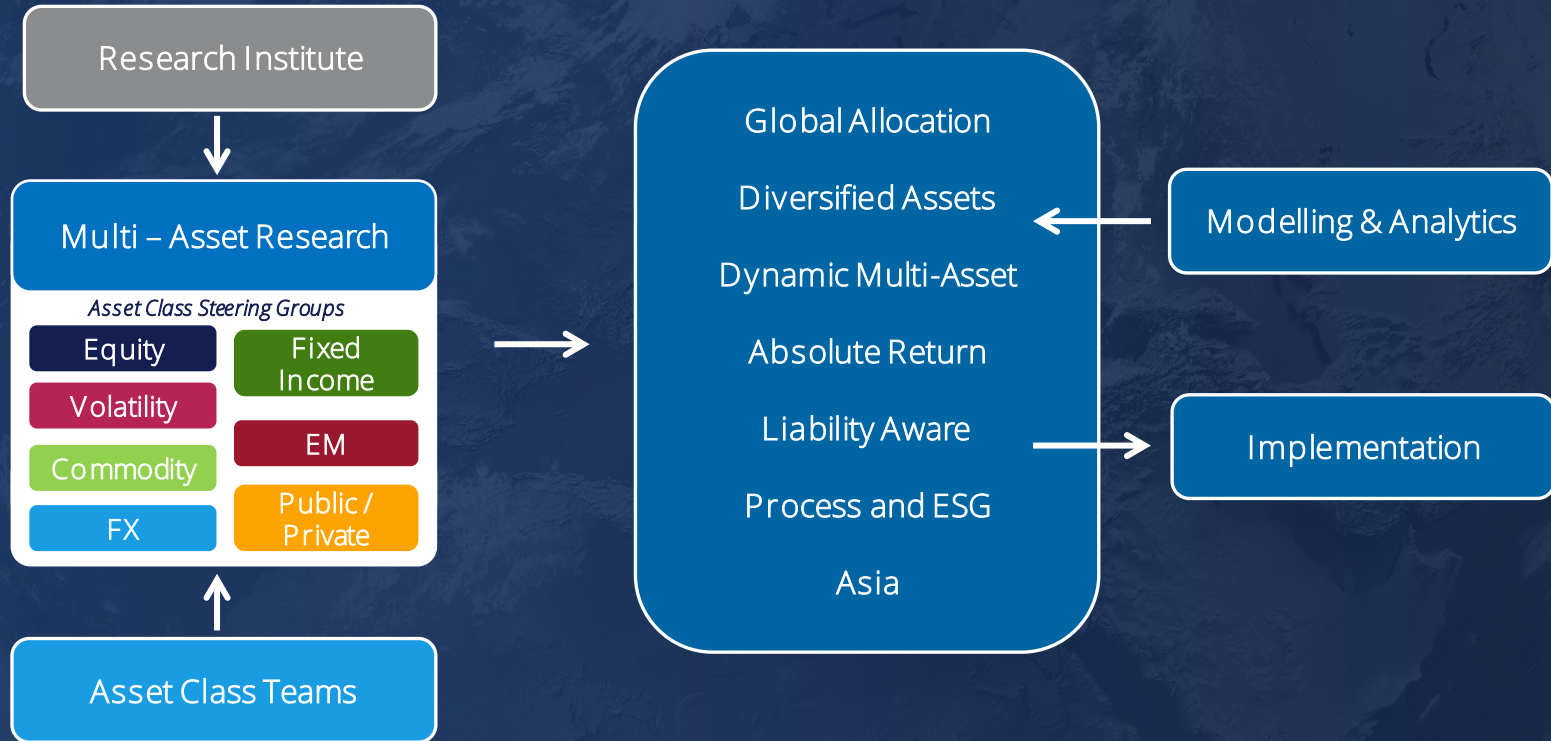 Research Institute
Multi – Asset Research
Asset Class Steering Groups
Equity
Volatility
Commodity
FX
Fixed
Income
EM
Public /
Private
Asset Class Teams
Global Allocation
Diversified Assets
Dynamic Multi-Asset
Absolute Return
Liability Aware
Process and ESG
Asia
Modelling & Analytics
Implementation